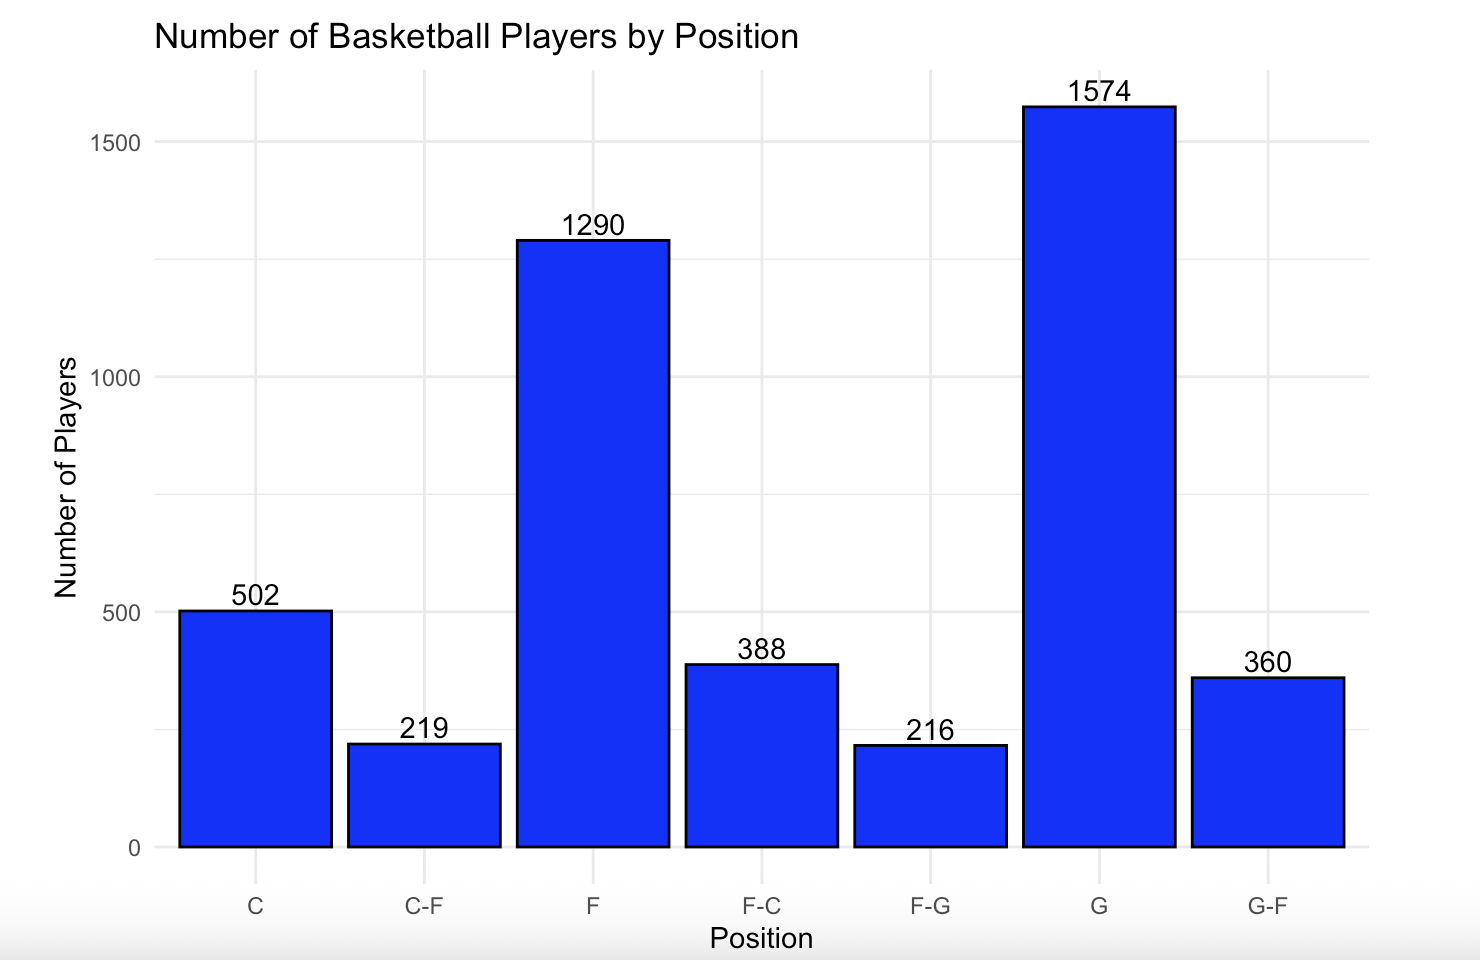 Number of Basketball Players by Position
Number of Players
1500
1000
500
0
502
219
1290
388
216
1574
360
C
C-F
F
F-C
F-G
G
G-F
Position